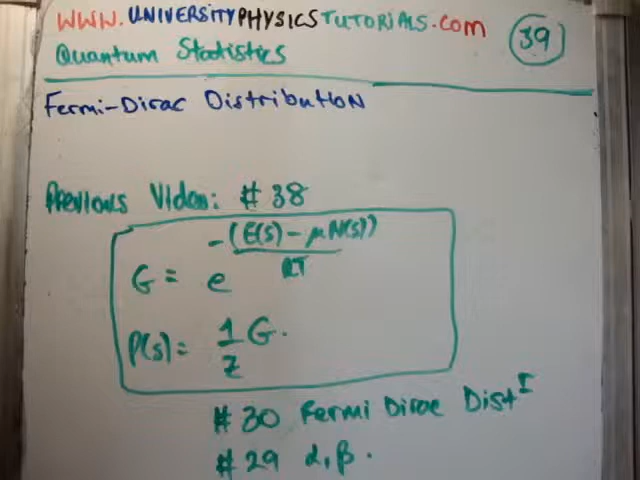 WWW.UNIVERSITYPHYSICSTUTORIALS.COM
Quantum Statistics
39
Fermi-Dirac Distribution
Previous Video: # 38
G = e^-(E(s) - μN(s))/RT
P(s) = 1/Z G.
# 30 Fermi Dirac Dist I
# 29 α, β.